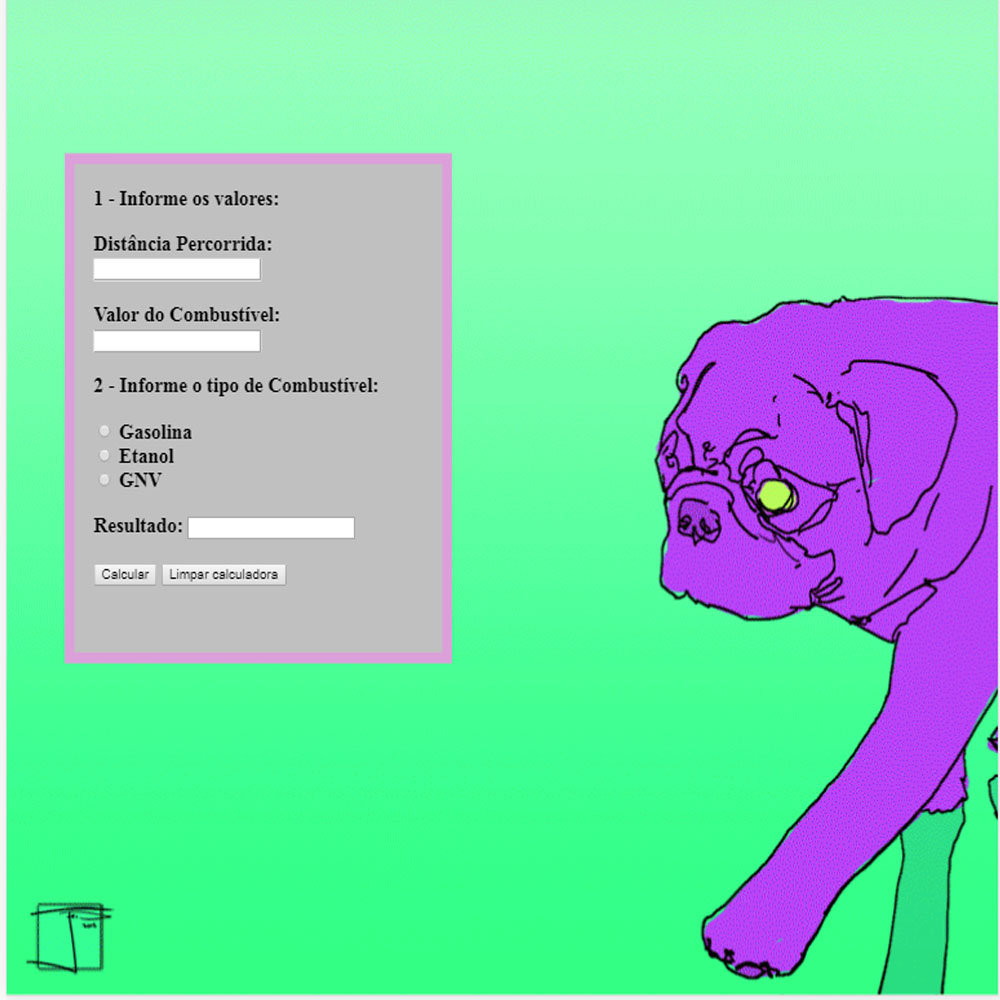 1 - Informe os valores:
Distância Percorrida:
Valor do Combustível:
2 - Informe o tipo de Combustível:
Gasolina
Etanol
GNV
Resultado:
Calcular Limpar calculadora